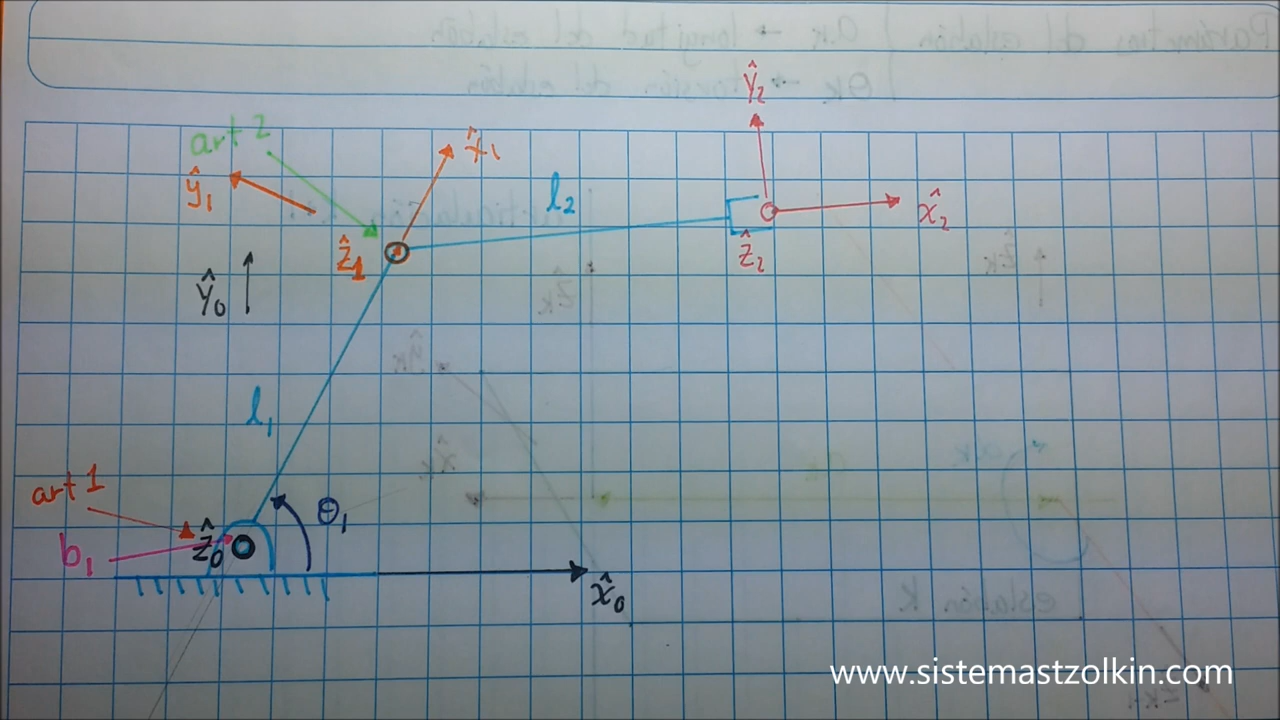 ŷ₂
art 2
x̂₁
ŷ₁
l₂
x̂₂
ẑ₁
ẑ₂
ŷ₀
l₁
art 1
θ₁
ẑ₀
b₁
x̂₀
www.sistemastzolkin.com